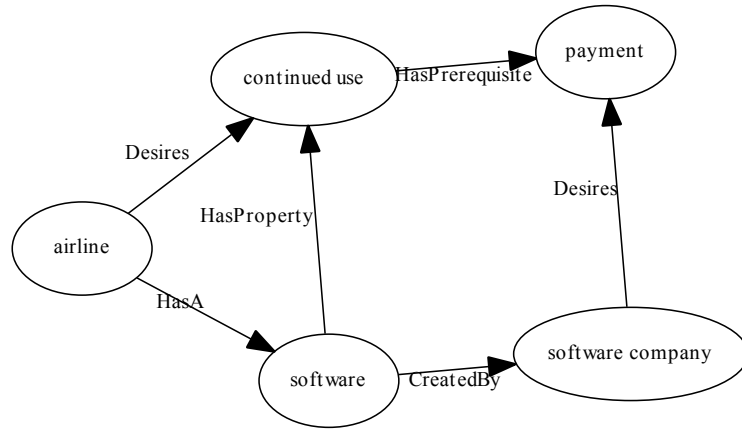 payment
continued use
HasPrerequisite
Desires
Desires
HasProperty
airline
HasA
software company
software
CreatedBy